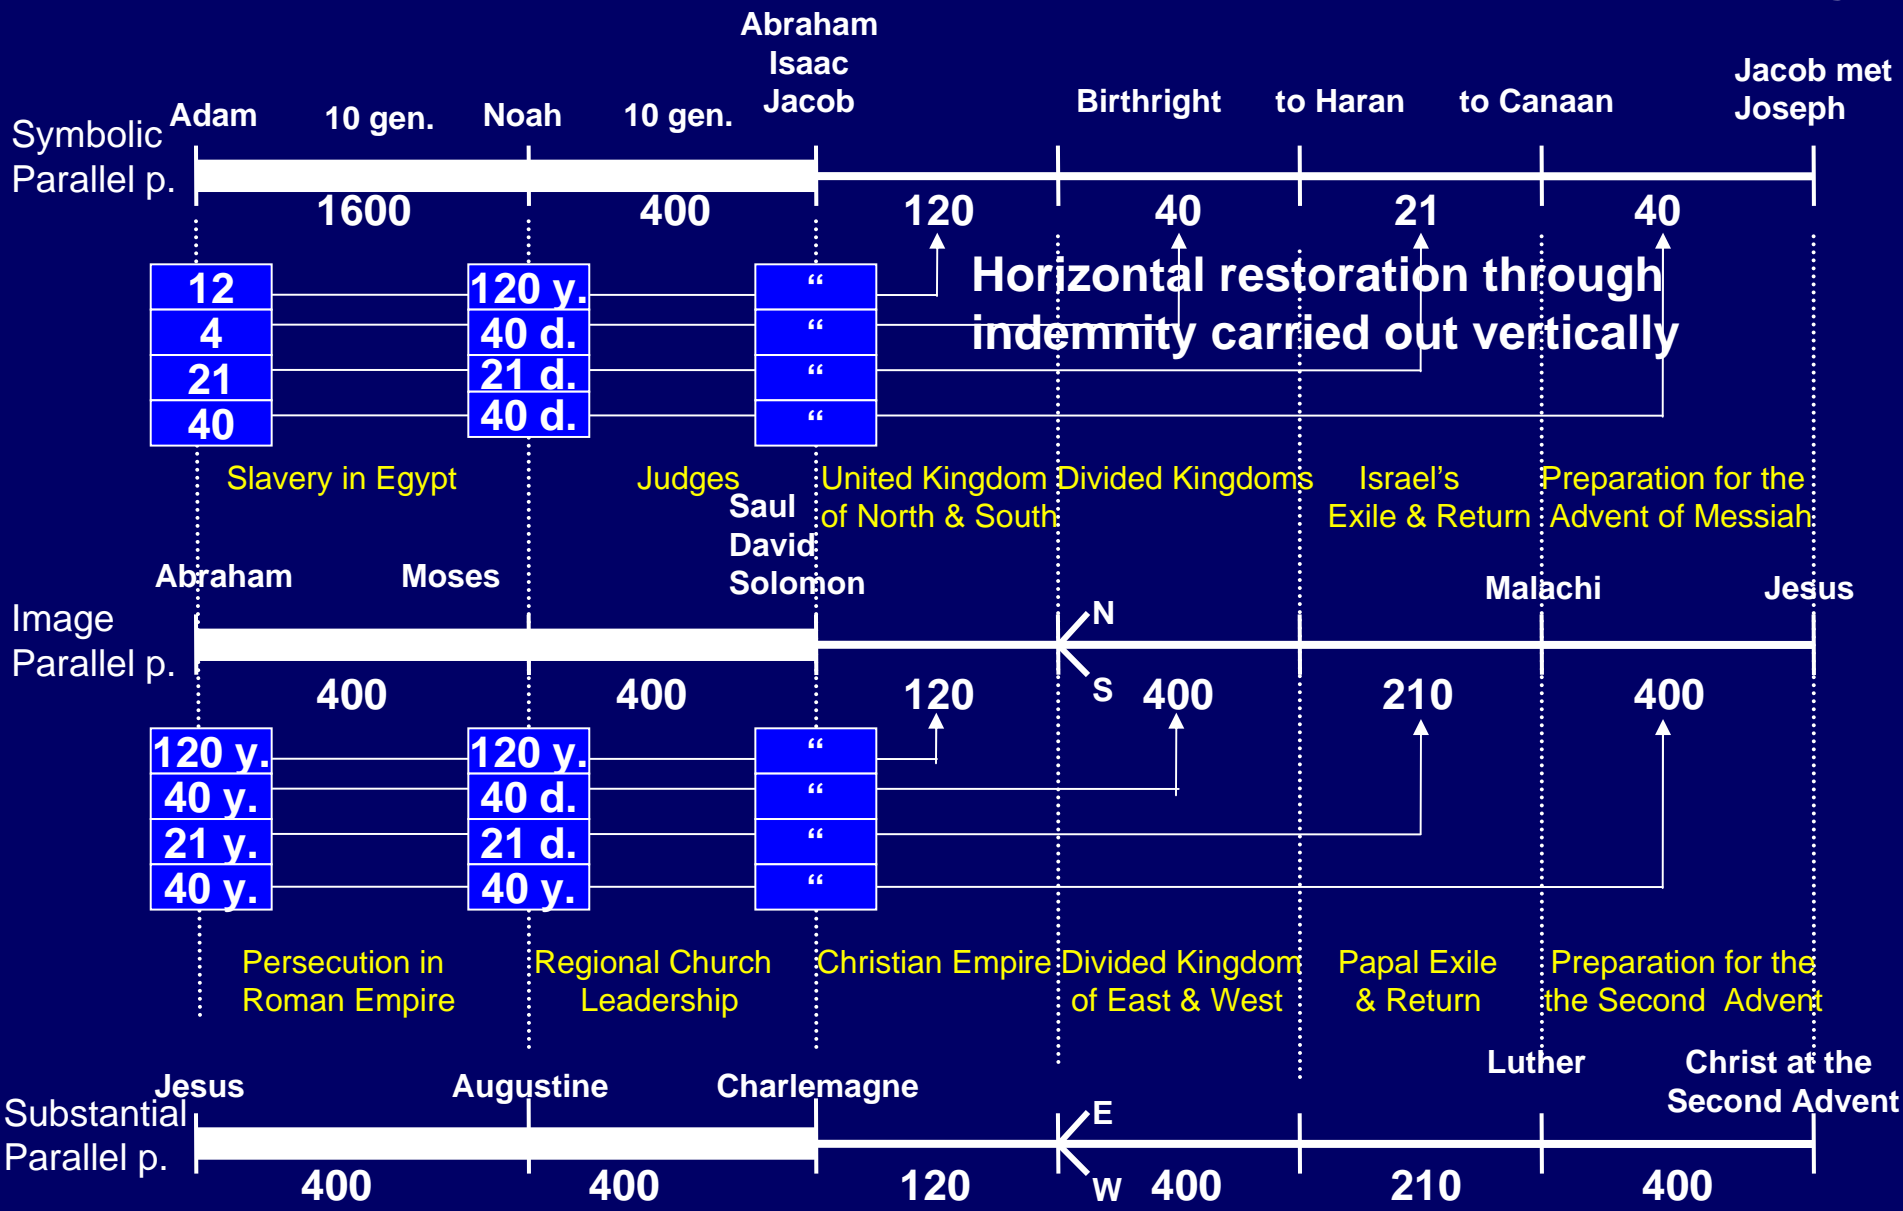 Abraham
Isaac
Jacob
Adam
10 gen.
Noah
10 gen.
Birthright
to Haran
to Canaan
Jacob met
Joseph
Symbolic
Parallel p.
1600
400
120
40
21
40
Horizontal restoration through
indemnity carried out vertically
12
120 y.
“
4
40 d.
“
21
21 d.
“
40
40 d.
“
Slavery in Egypt
Judges
United Kingdom
of North & South
Divided Kingdoms
Israel’s
Exile & Return
Preparation for the
Advent of Messiah
Abraham
Moses
Saul
David
Solomon
Malachi
Jesus
Image
Parallel p.
N
S
400
400
120
400
210
400
120 y.
120 y.
“
40 y.
40 d.
“
21 y.
21 d.
“
40 y.
40 y.
“
Persecution in
Roman Empire
Regional Church
Leadership
Christian Empire
Divided Kingdom
of East & West
Papal Exile
& Return
Preparation for the
the Second Advent
Jesus
Augustine
Charlemagne
Luther
Christ at the
Second Advent
Substantial
Parallel p.
E
W
400
400
120
400
210
400